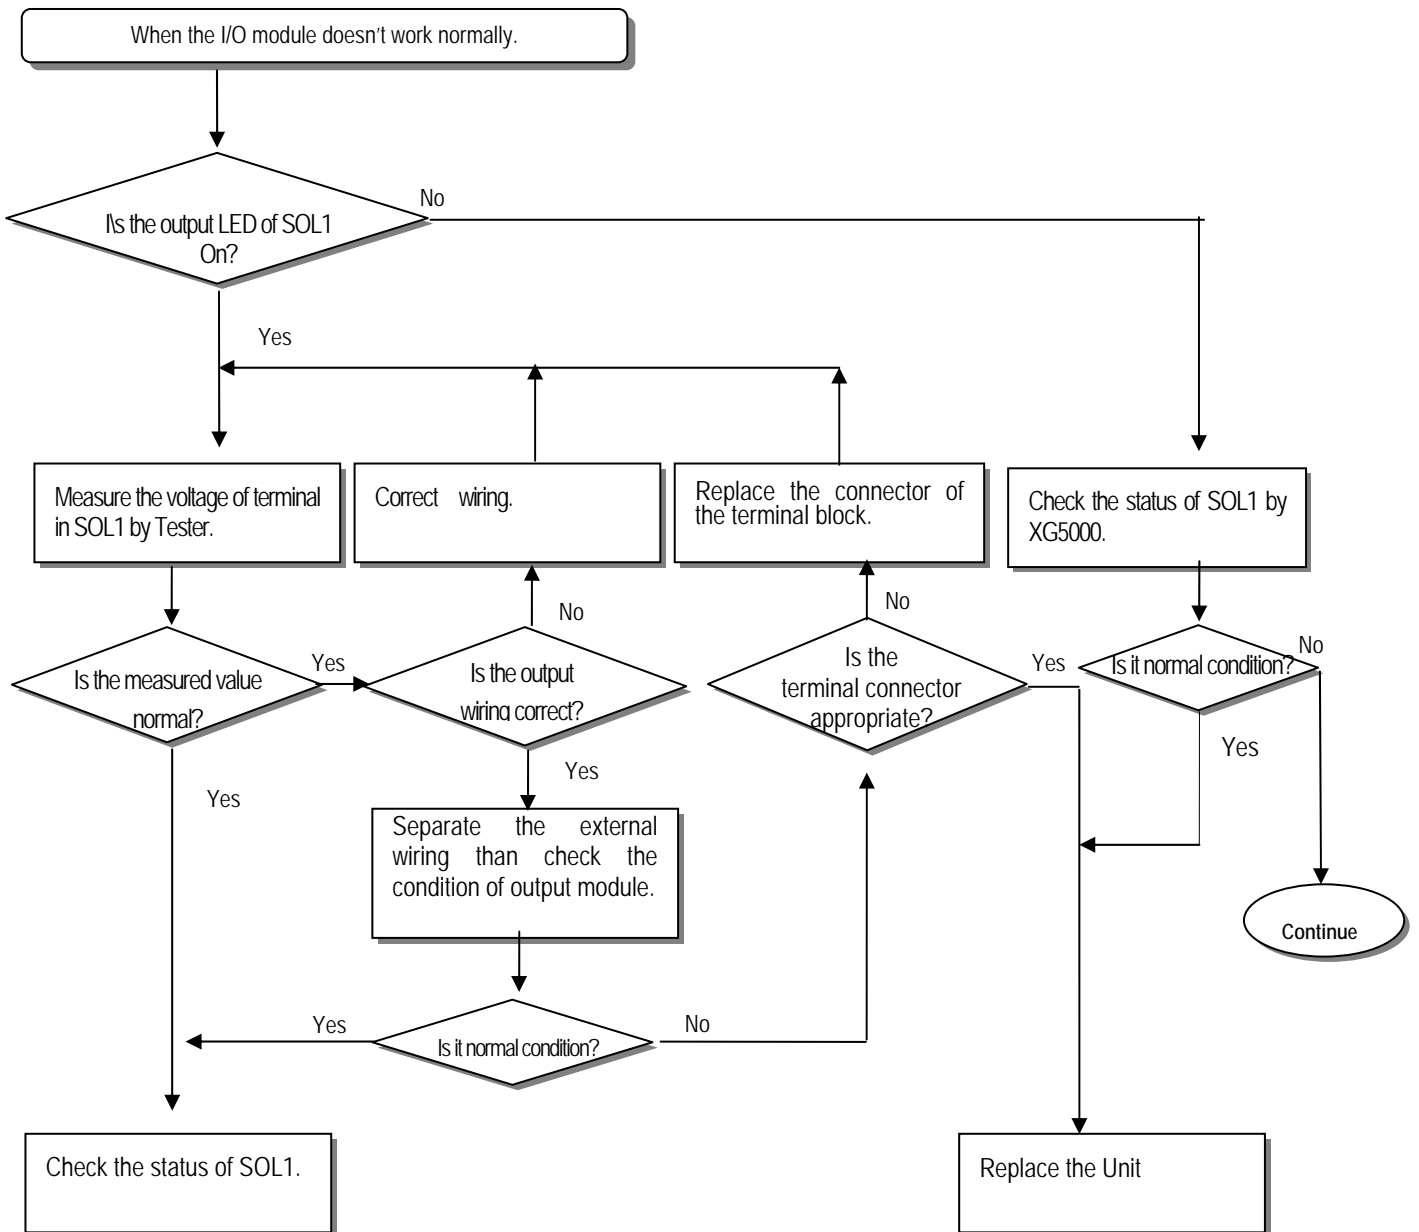 When the I/O module doesn't work normally.
No
I\s the output LED of SOL1
On?
Yes
Measure the voltage of terminal
in SOL1 by Tester.
Correct wiring.
Replace the connector of
the terminal block.
Check the status of SOL1 by
XG5000.
No
No
No
Is the measured value
normal?
Yes
Is the output
wiring correct?
Is the
terminal connector
appropriate?
Yes
Is it normal condition?
Yes
Yes
Yes
Separate the external
wiring than check the
condition of output module.
Continue
Yes
Is it normal condition?
No
Check the status of SOL1.
Replace the Unit